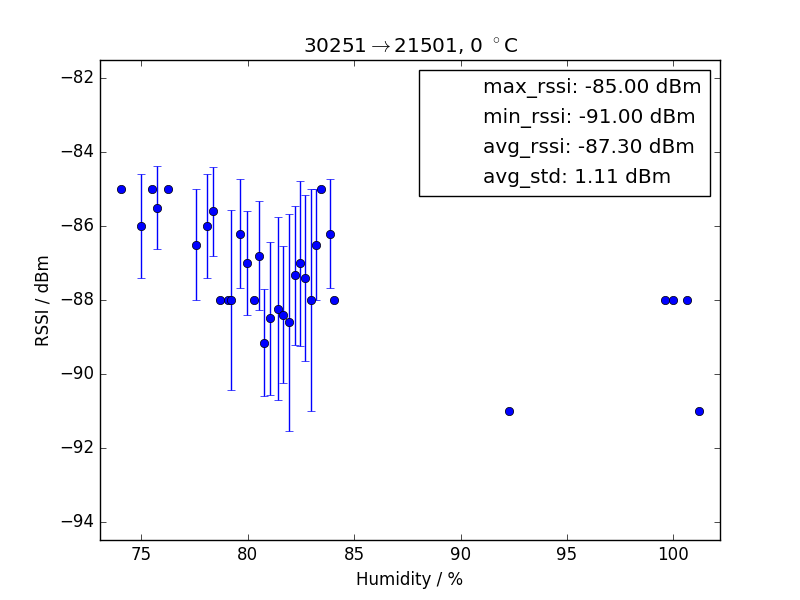 30251→21501, 0 °C
max_rssi: -85.00 dBm
min_rssi: -91.00 dBm
avg_rssi: -87.30 dBm
avg_std: 1.11 dBm
RSSI / dBm
−82
−84
−86
−88
−90
−92
−94
75 80 85 90 95 100
Humidity / %